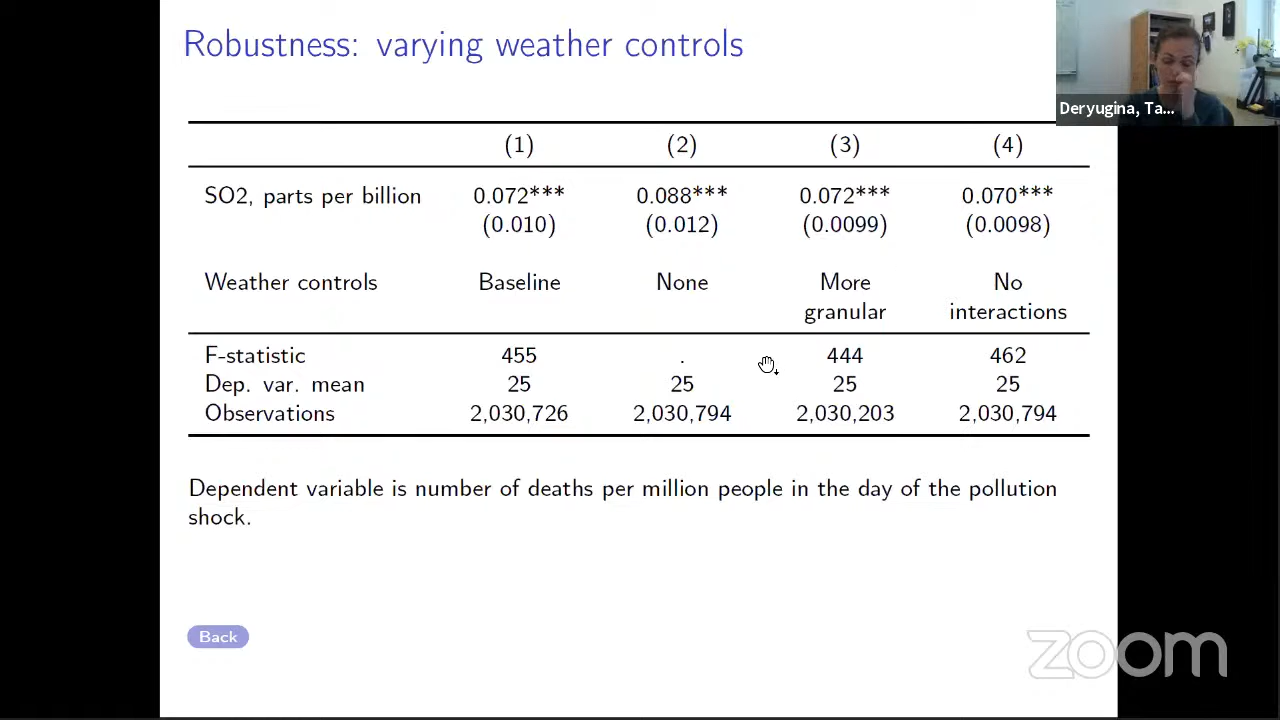 Robustness: varying weather controls
Deryugina, Ta...
(1) (2) (3) (4)
SO2, parts per billion 0.072*** 0.088*** 0.072*** 0.070***
(0.010) (0.012) (0.0099) (0.0098)
Weather controls Baseline None More No
granular interactions
F-statistic 455 . 444 462
Dep. var. mean 25 25 25 25
Observations 2,030,726 2,030,794 2,030,203 2,030,794
Dependent variable is number of deaths per million people in the day of the pollution
shock.
Back
zoom